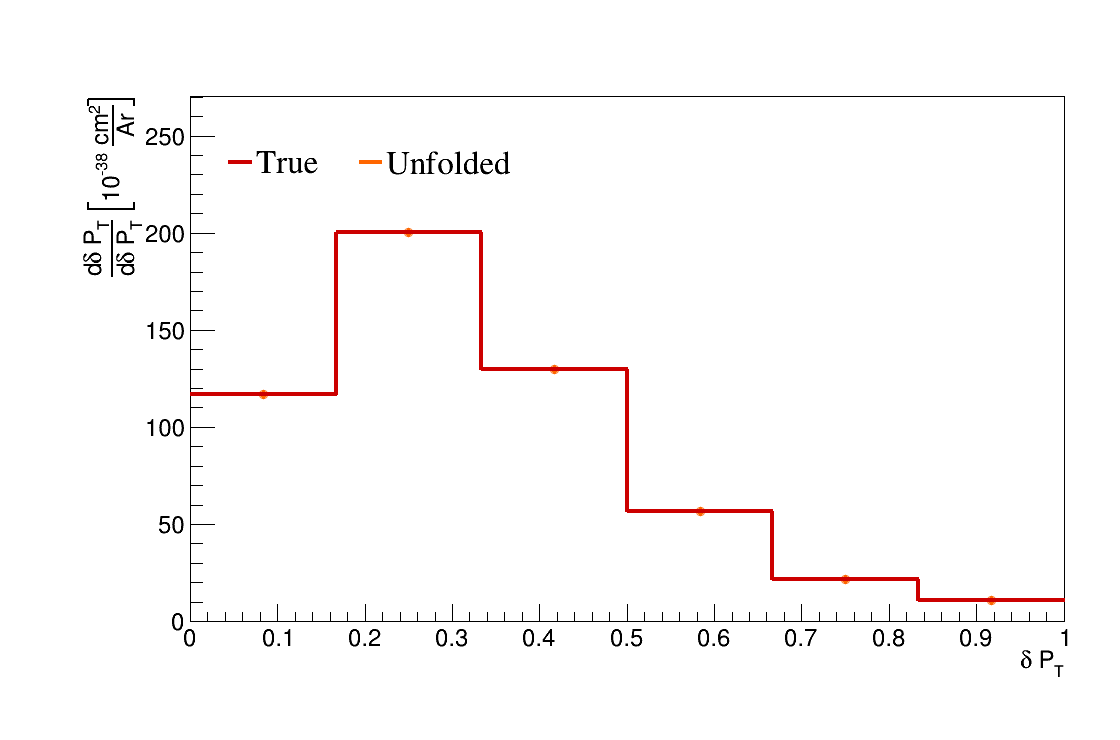 dδ P_T
dδ P_T
[10^-38 cm^2
Ar]
True
Unfolded
250
200
150
100
50
0
0 0.1 0.2 0.3 0.4 0.5 0.6 0.7 0.8 0.9 1
δ P_T